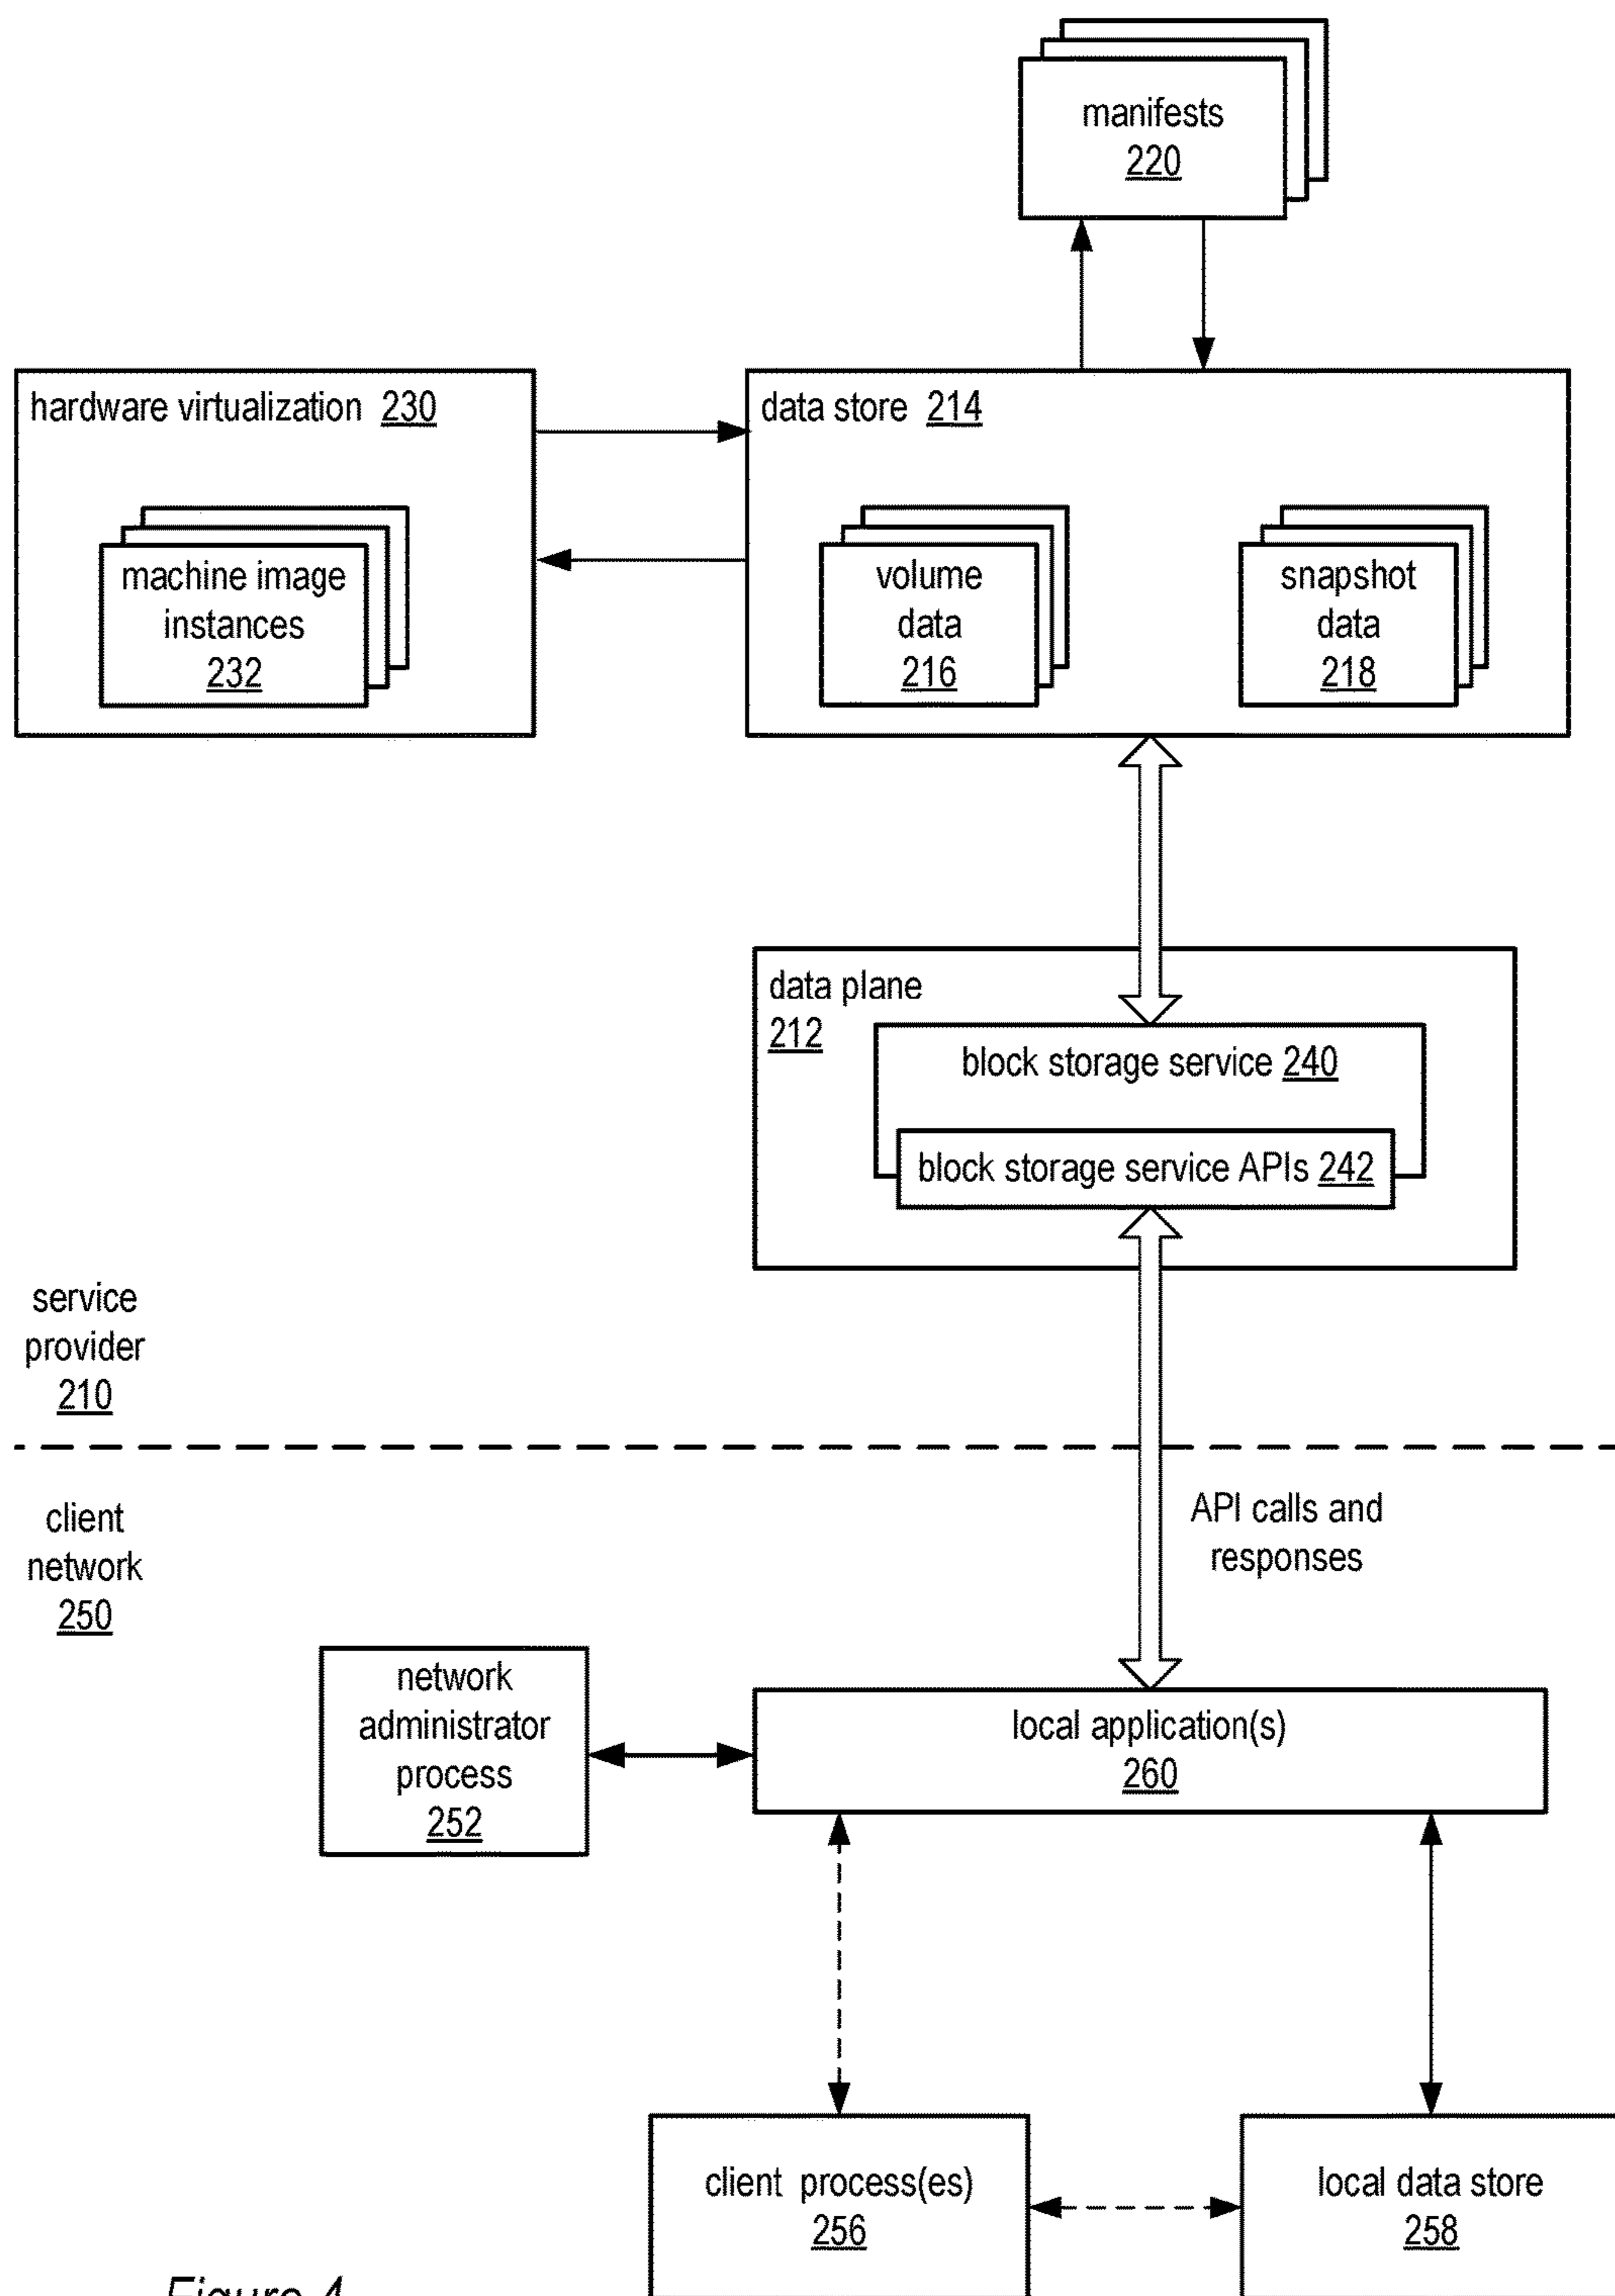 manifests
220
hardware virtualization 230
machine image
instances
232
data store 214
volume
data
216
snapshot
data
218
data plane
212
block storage service 240
block storage service APIs 242
service
provider
210
client
network
250
API calls and
responses
network
administrator
process
252
local application(s)
260
client process(es)
256
local data store
258
Figure 4